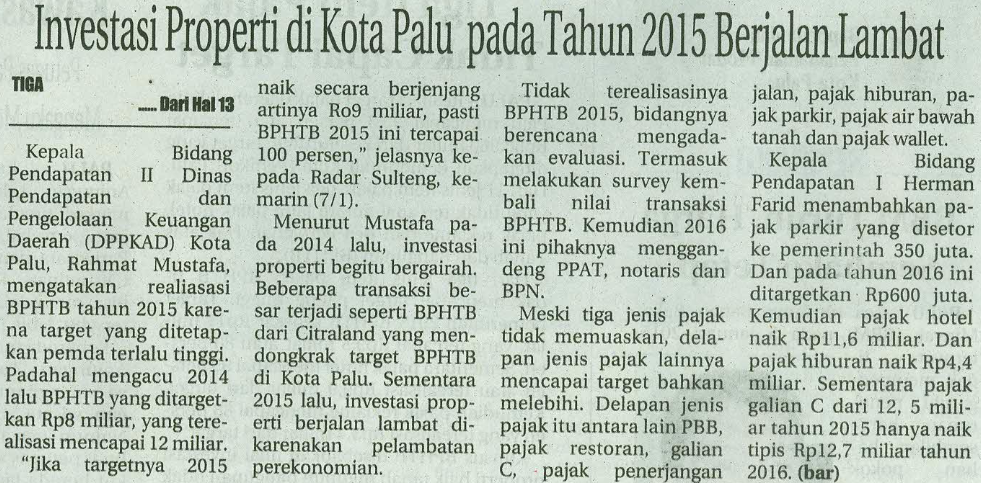 Investasi Properti di Kota Palu pada Tahun 2015 Berjalan Lambat
TIGA
..... Dari Hal 13
Kepala Bidang
Pendapatan II Dinas
Pendapatan dan
Pengelolaan Keuangan
Daerah (DPPKAD) Kota
Palu, Rahmat Mustafa,
mengatakan realiasasi
BPHTB tahun 2015 kare-
na target yang ditetap-
kan pemda terlalu tinggi.
Padahal mengacu 2014
lalu BPHTB yang ditarget-
kan Rp8 miliar, yang tere-
alisasi mencapai 12 miliar.
"Jika targetnya 2015
naik secara berjenjang
artinya Ro9 miliar, pasti
BPHTB 2015 ini tercapai
100 persen," jelasnya ke-
pada Radar Sulteng, ke-
marin (7/1).
Menurut Mustafa pa-
da 2014 lalu, investasi
properti begitu bergairah.
Beberapa transaksi be-
sar terjadi seperti BPHTB
dari Citraland yang men-
dongkrak target BPHTB
di Kota Palu. Sementara
2015 lalu, investasi prop-
erti berjalan lambat di-
karenakan pelambatan
perekonomian.
Tidak terealisasinya
BPHTB 2015, bidangnya
berencana mengada-
kan evaluasi. Termasuk
melakukan survey kem-
bali nilai transaksi
BPHTB. Kemudian 2016
ini pihaknya menggan-
deng PPAT, notaris dan
BPN.
Meski tiga jenis pajak
tidak memuaskan, dela-
pan jenis pajak lainnya
mencapai target bahkan
melebihi. Delapan jenis
pajak itu antara lain PBB,
pajak restoran, galian
C, pajak penerjangan
jalan, pajak hiburan, pa-
jak parkir, pajak air bawah
tanah dan pajak wallet.
Kepala Bidang
Pendapatan I Herman
Farid menambahkan pa-
jak parkir yang disetor
ke pemerintah 350 juta.
Dan pada tahun 2016 ini
ditargetkan Rp600 juta.
Kemudian pajak hotel
naik Rp11,6 miliar. Dan
pajak hiburan naik Rp4,4
miliar. Sementara pajak
galian C dari 12, 5 mili-
ar tahun 2015 hanya naik
tipis Rp12,7 miliar tahun
2016. (bar)